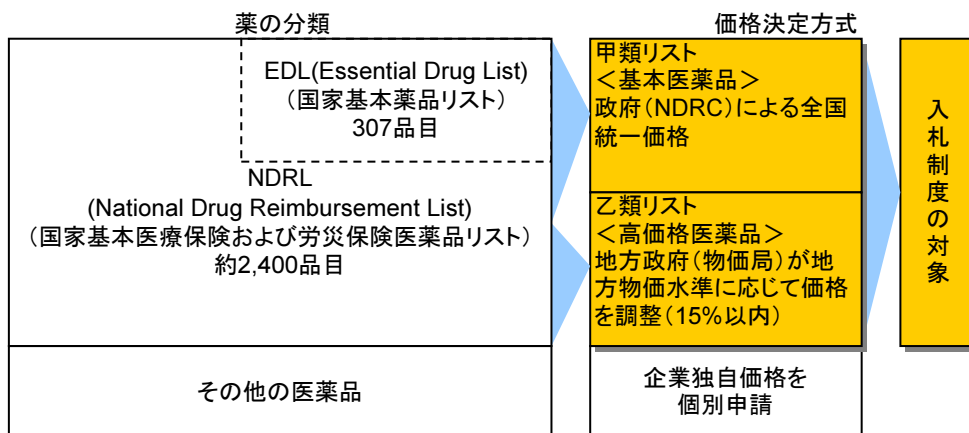 薬の分類
EDL(Essential Drug List)
(国家基本薬品リスト)
307品目
NDRL
(National Drug Reimbursement List)
(国家基本医療保険および労災保険医薬品リスト)
約2,400品目
その他の医薬品
価格決定方式
甲類リスト
＜基本医薬品＞
政府(NDRC)による全国
統一価格
乙類リスト
＜高価格医薬品＞
地方政府(物価局)が地
方物価水準に応じて価格
を調整(15%以内)
企業独自価格を
個別申請
入札制度の対象